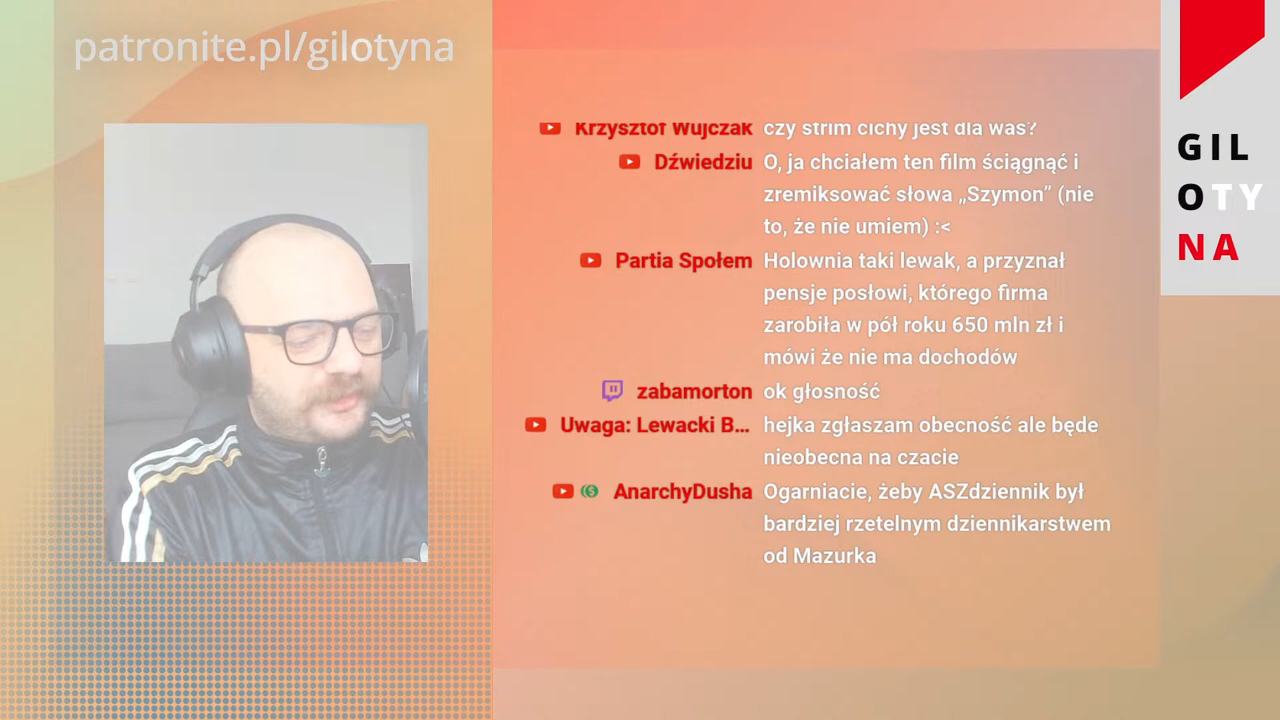 patronite.pl/gilotyna
Krzysztof Wujczak czy strim cichy jest dla was?
Dźwiedziu O, ja chciałem ten film ściągnąć i
zremiksować słowa „Szymon” (nie
to, że nie umiem) :<
Partia Społem Holownia taki lewak, a przyznał
pensje posłowi, którego firma
zarobiła w pół roku 650 mln zł i
mówi że nie ma dochodów
zabamorton ok głosność
Uwaga: Lewacki B... hejka zgłaszam obecność ale będe
nieobecna na czacie
AnarchyDusha Ogarniacie, żeby ASZdziennik był
bardziej rzetelnym dziennikarstwem
od Mazurka
GIL
OTY
NA